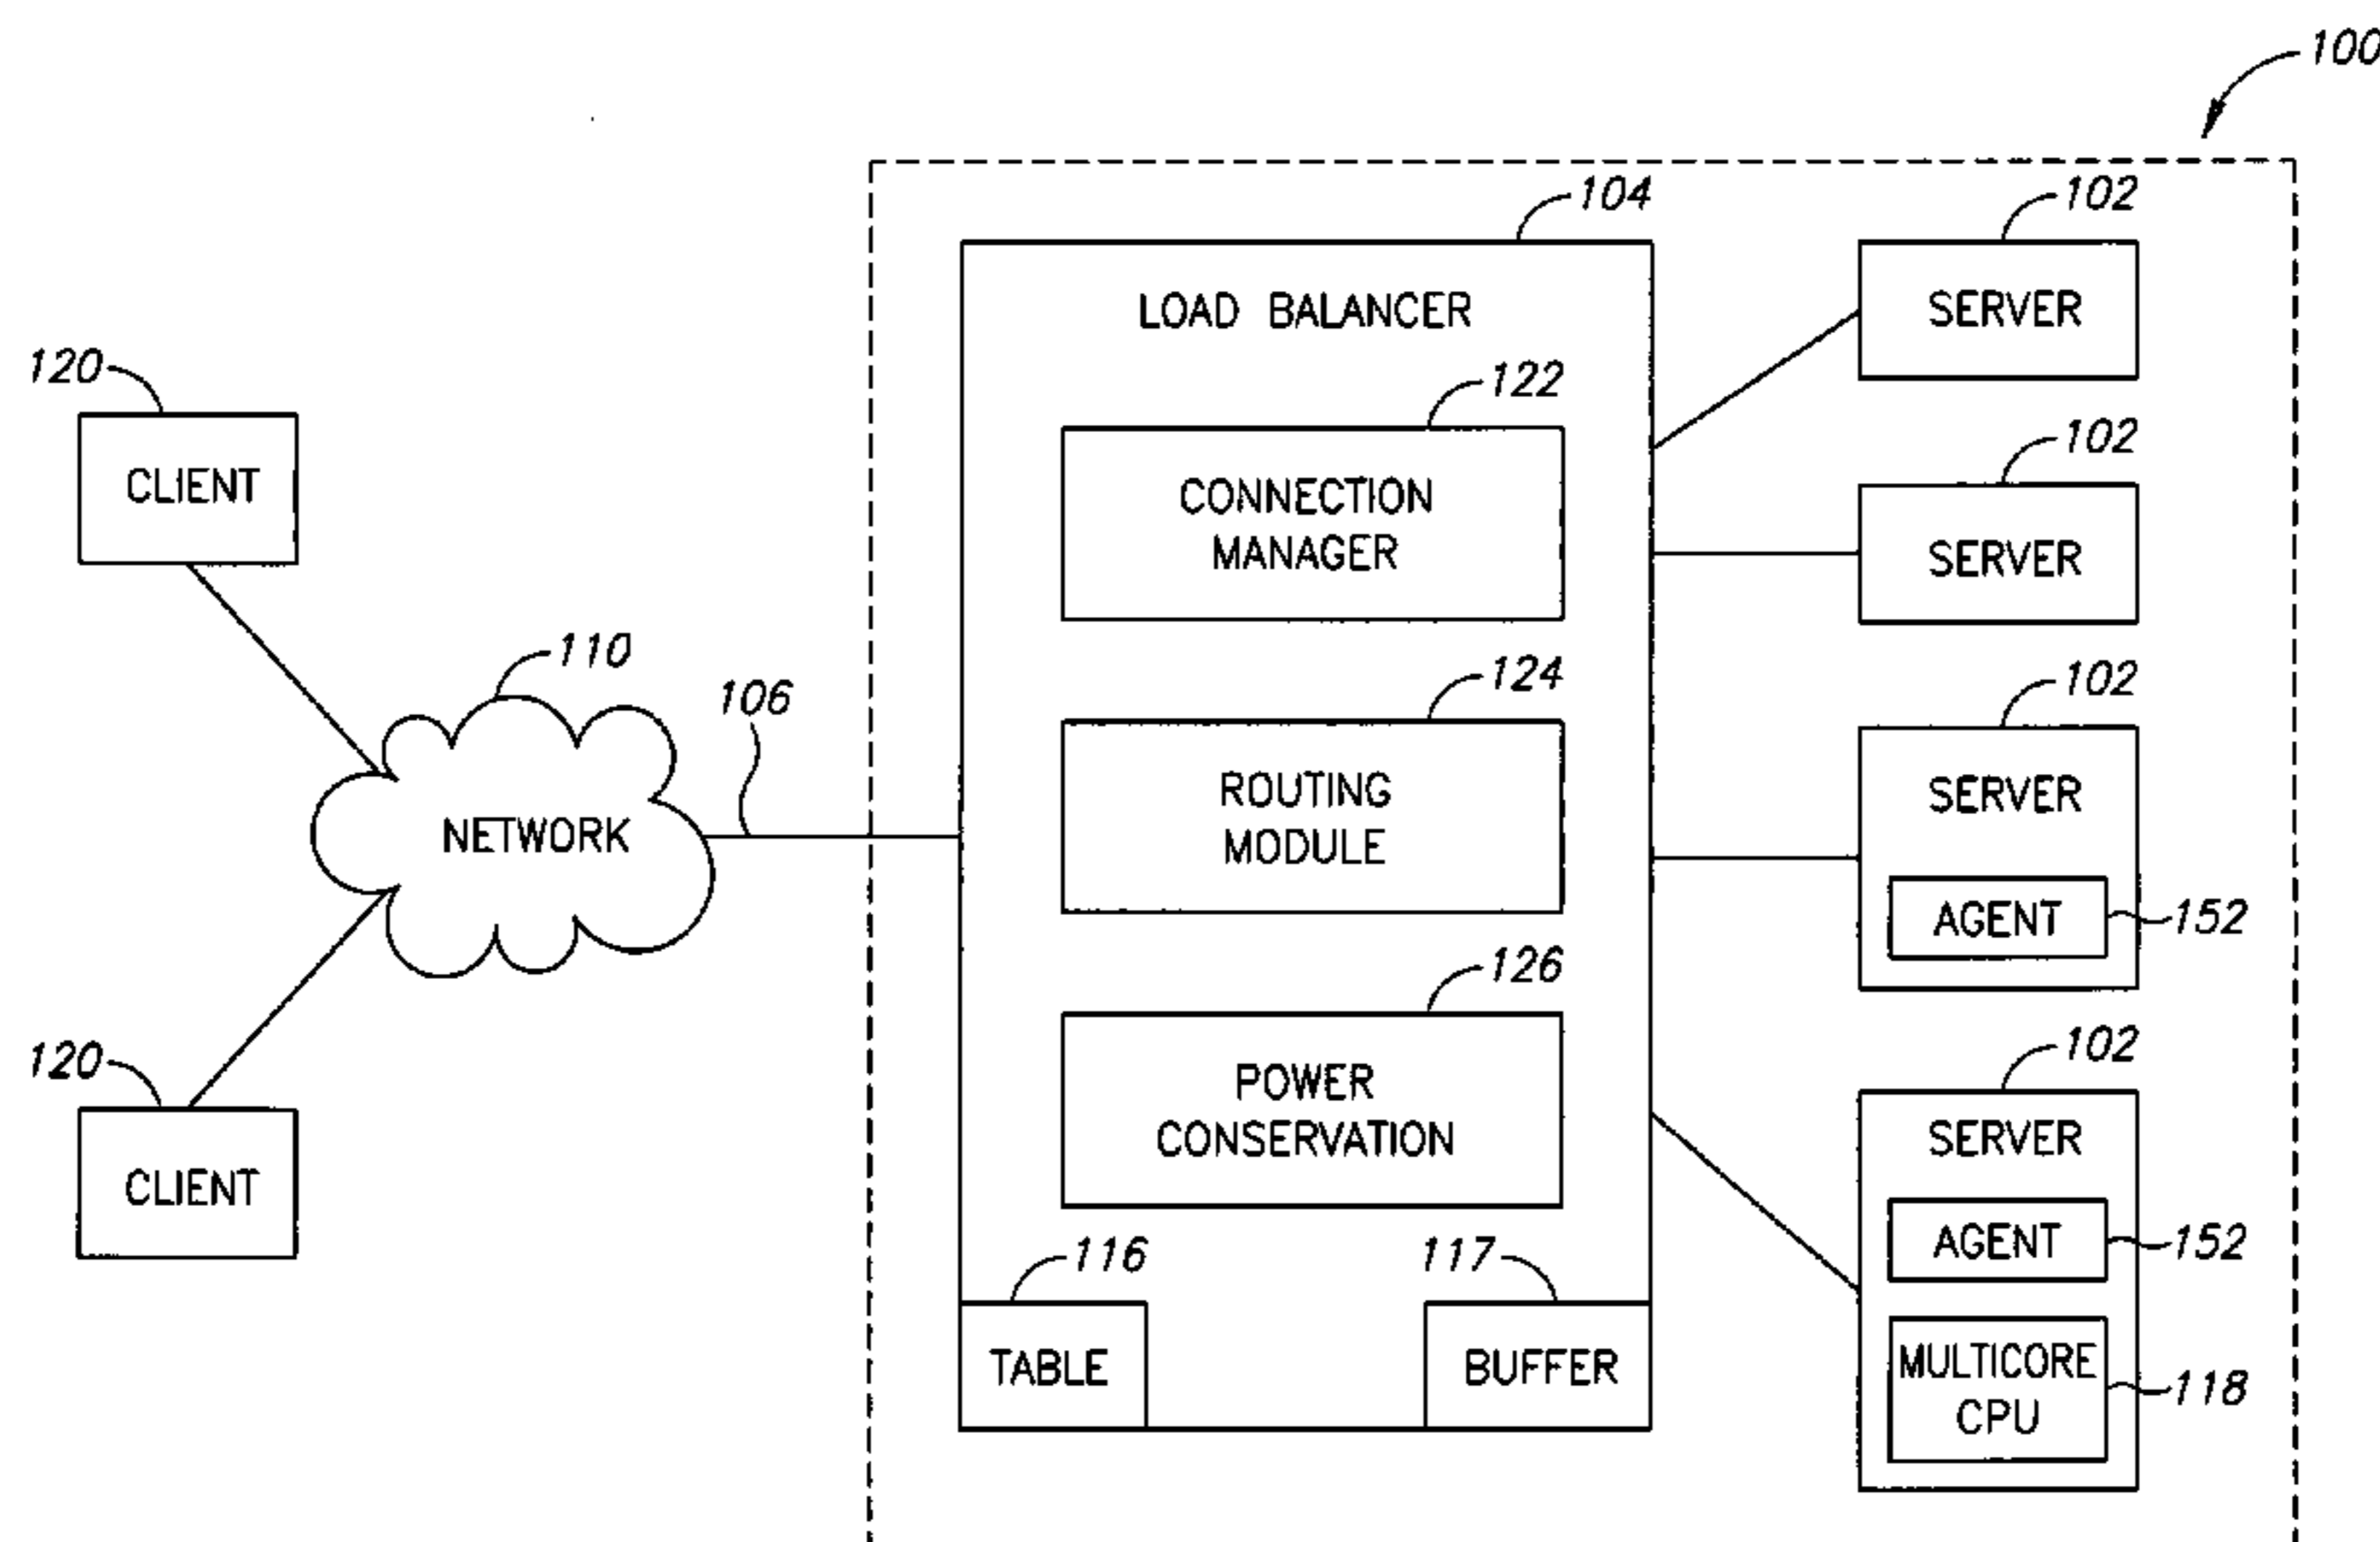 100
104
102
LOAD BALANCER
SERVER
120
122
102
CLIENT
CONNECTION
MANAGER
SERVER
110
106
124
102
NETWORK
ROUTING
MODULE
SERVER
AGENT
152
126
120
102
POWER
CONSERVATION
SERVER
CLIENT
116
117
AGENT
152
TABLE
BUFFER
MULTICORE
CPU
118